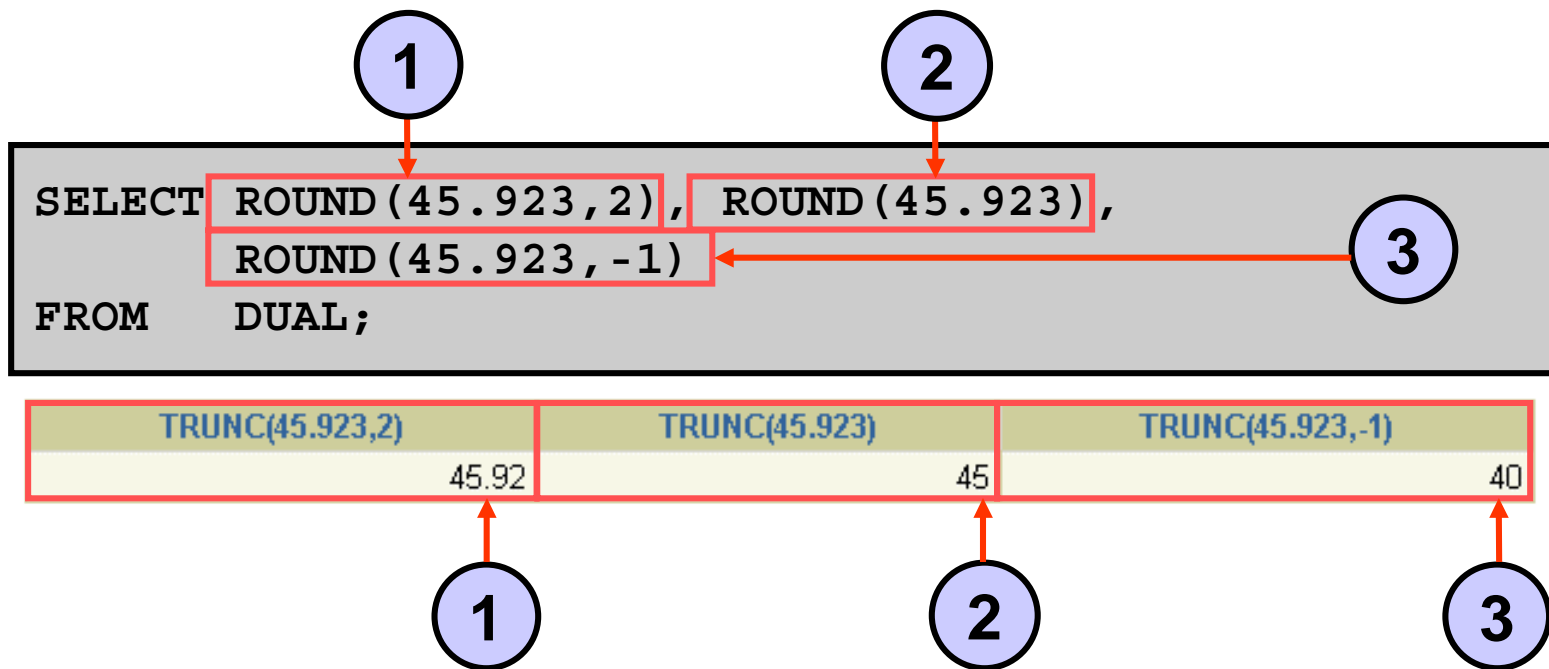 1 2
SELECT ROUND(45.923,2), ROUND(45.923),
ROUND(45.923,-1) 3
FROM DUAL;
TRUNC(45.923,2) TRUNC(45.923) TRUNC(45.923,-1)
45.92 45 40
1 2 3